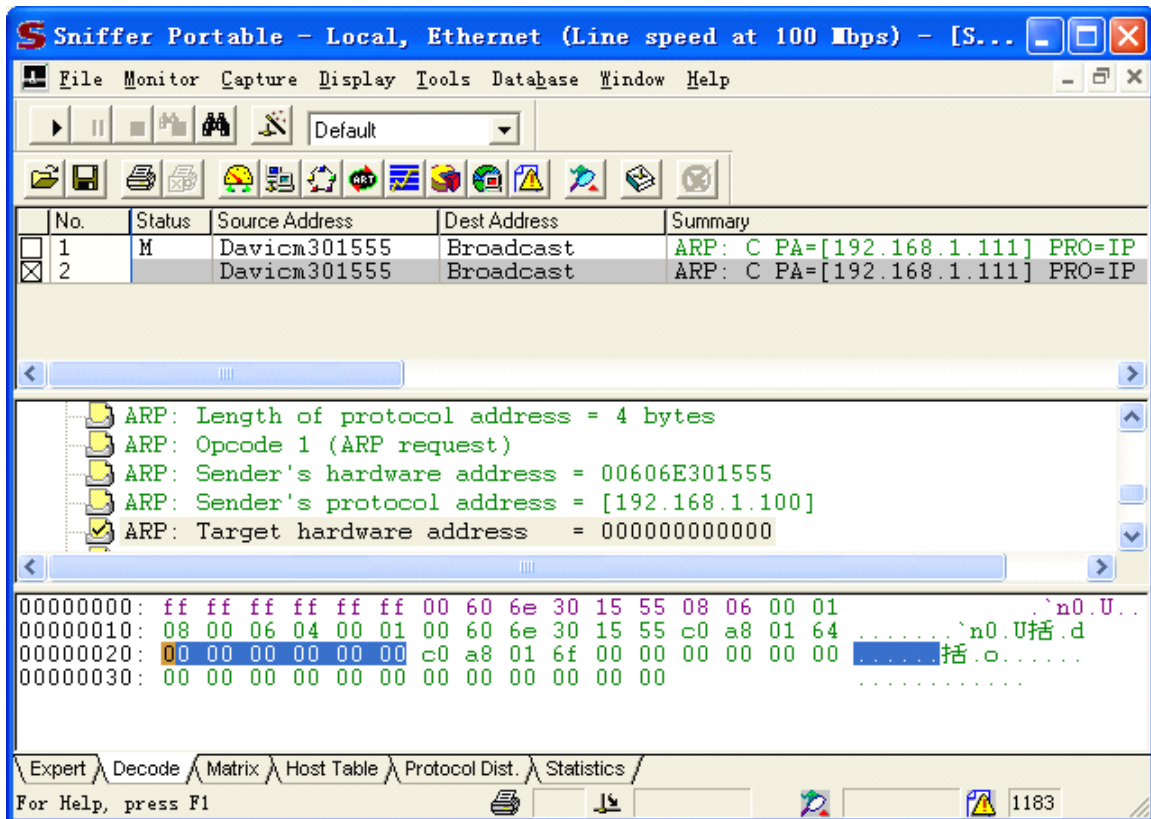 Sniffer Portable - Local, Ethernet (Line speed at 100 Mbps) - [S...
File Monitor Capture Display Tools Database Window Help
Default
No. Status Source Address Dest Address Summary
1 M Davicm301555 Broadcast ARP: C PA=[192.168.1.111] PRO=IP
2 Davicm301555 Broadcast ARP: C PA=[192.168.1.111] PRO=IP
ARP: Length of protocol address = 4 bytes
ARP: Opcode 1 (ARP request)
ARP: Sender's hardware address = 00606E301555
ARP: Sender's protocol address = [192.168.1.100]
ARP: Target hardware address = 000000000000
00000000: ff ff ff ff ff ff 00 60 6e 30 15 55 08 06 00 01 .`n0.U..
00000010: 08 00 06 04 00 01 00 60 6e 30 15 55 c0 a8 01 64 .......`n0.U括.d
00000020: 00 00 00 00 00 00 c0 a8 01 6f 00 00 00 00 00 00 ......括.o......
00000030: 00 00 00 00 00 00 00 00 00 00 00 00 ............
Expert Decode Matrix Host Table Protocol Dist. Statistics
For Help, press F1 1183